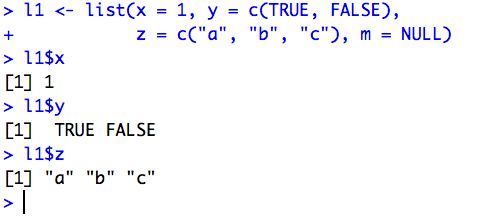 > l1 <- list(x = 1, y = c(TRUE, FALSE),
+           z = c("a", "b", "c"), m = NULL)
> l1$x
[1] 1
> l1$y
[1]  TRUE FALSE
> l1$z
[1] "a" "b" "c"
>